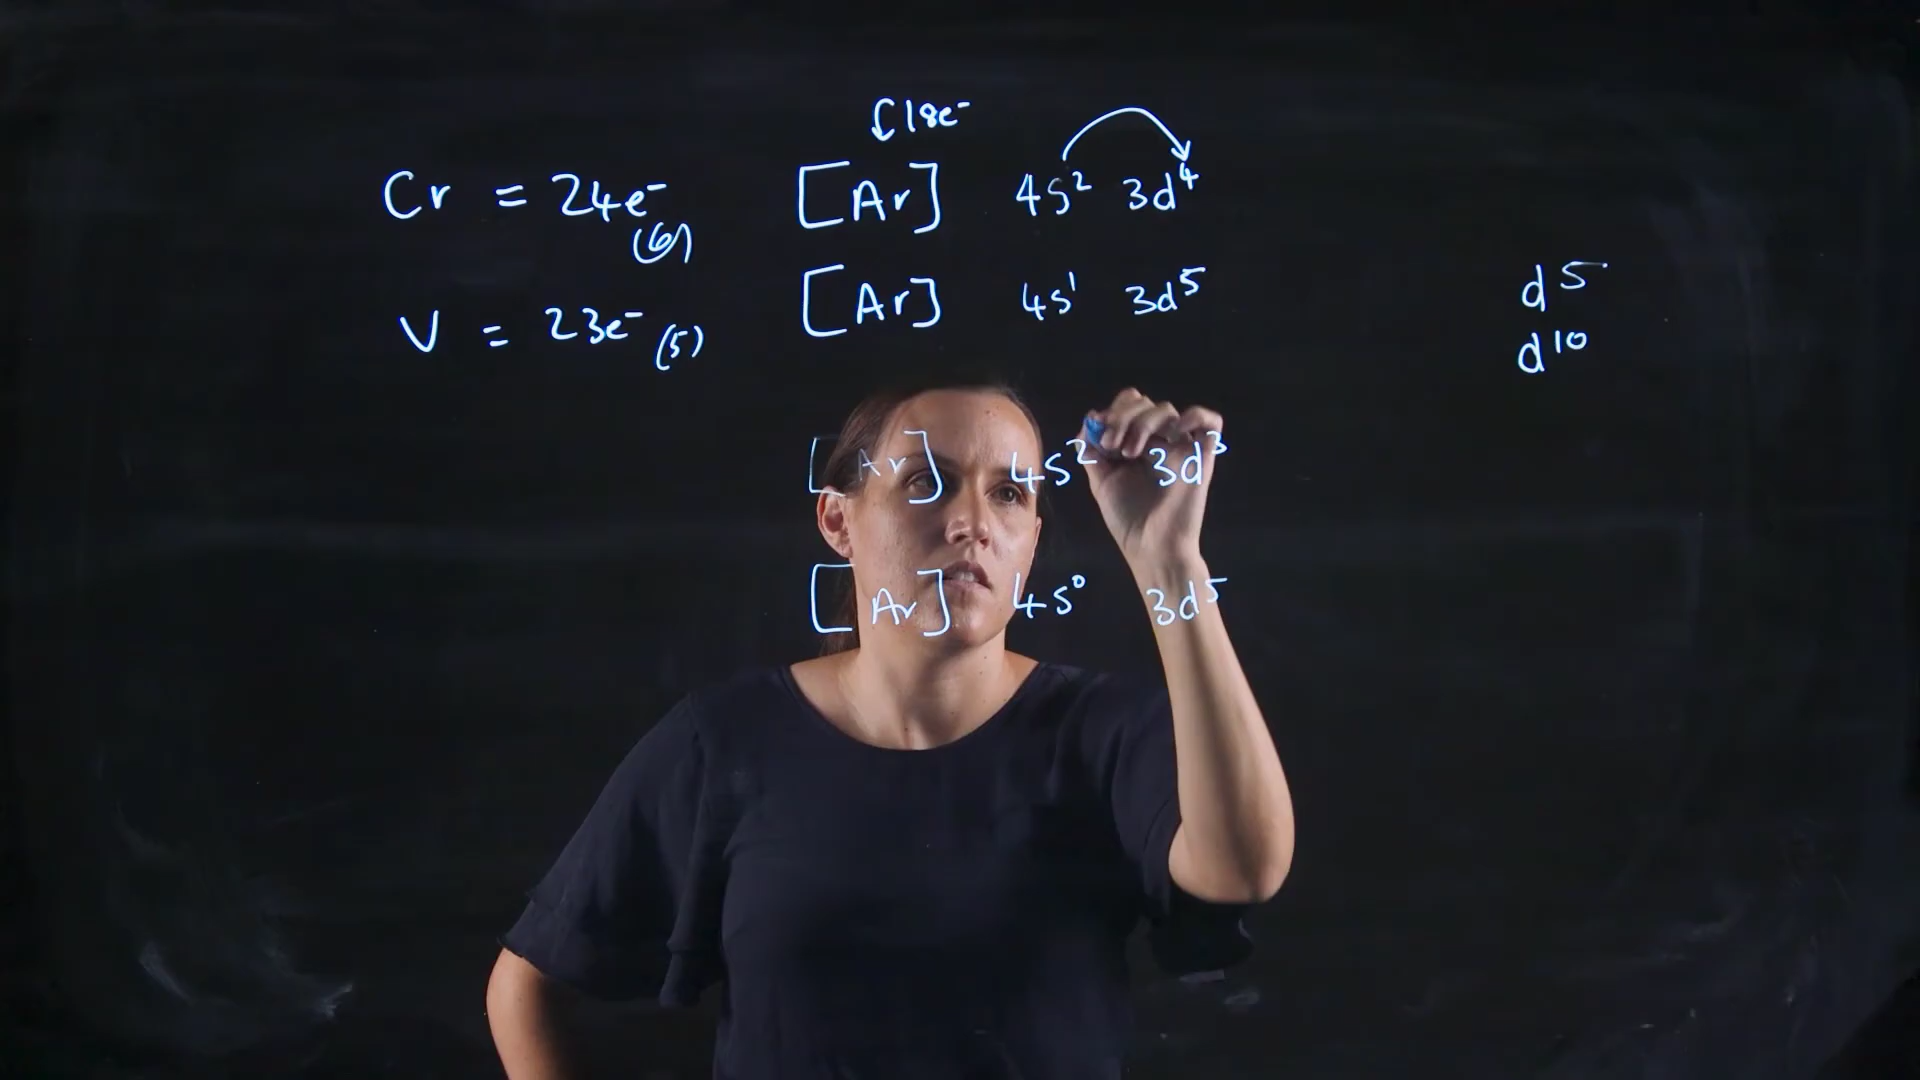 ↙18e⁻
Cr = 24e⁻ (6) [Ar] 4s² 3d⁴
[Ar] 4s¹ 3d⁵
V = 23e⁻ (5)
d⁵
d¹⁰
[Ar] 4s² 3d³
[Ar] 4s⁰ 3d⁵